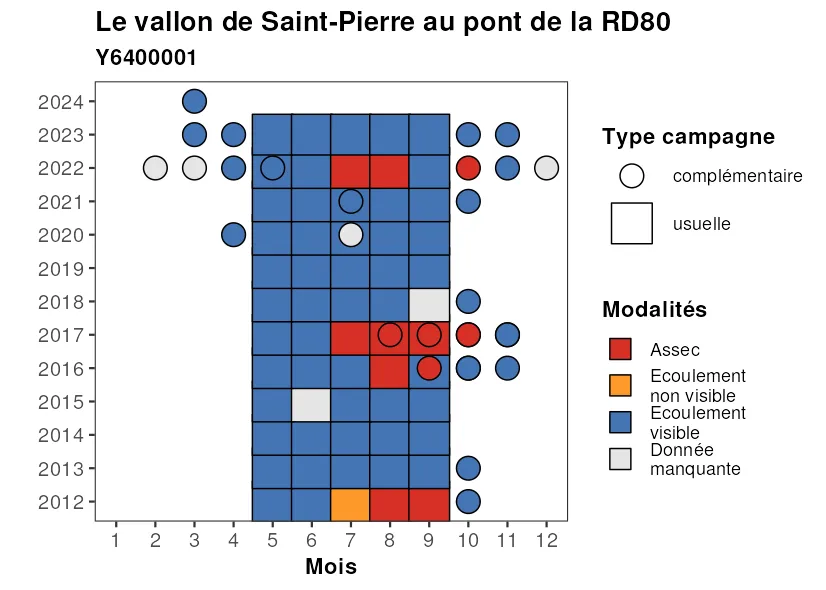 Le vallon de Saint-Pierre au pont de la RD80
Y6400001
2024
2023
2022
2021
2020
2019
2018
2017
2016
2015
2014
2013
2012
1 2 3 4 5 6 7 8 9 10 11 12
Mois
Type campagne
complémentaire
usuelle
Modalités
Assec
Ecoulement
non visible
Ecoulement
visible
Donnée
manquante